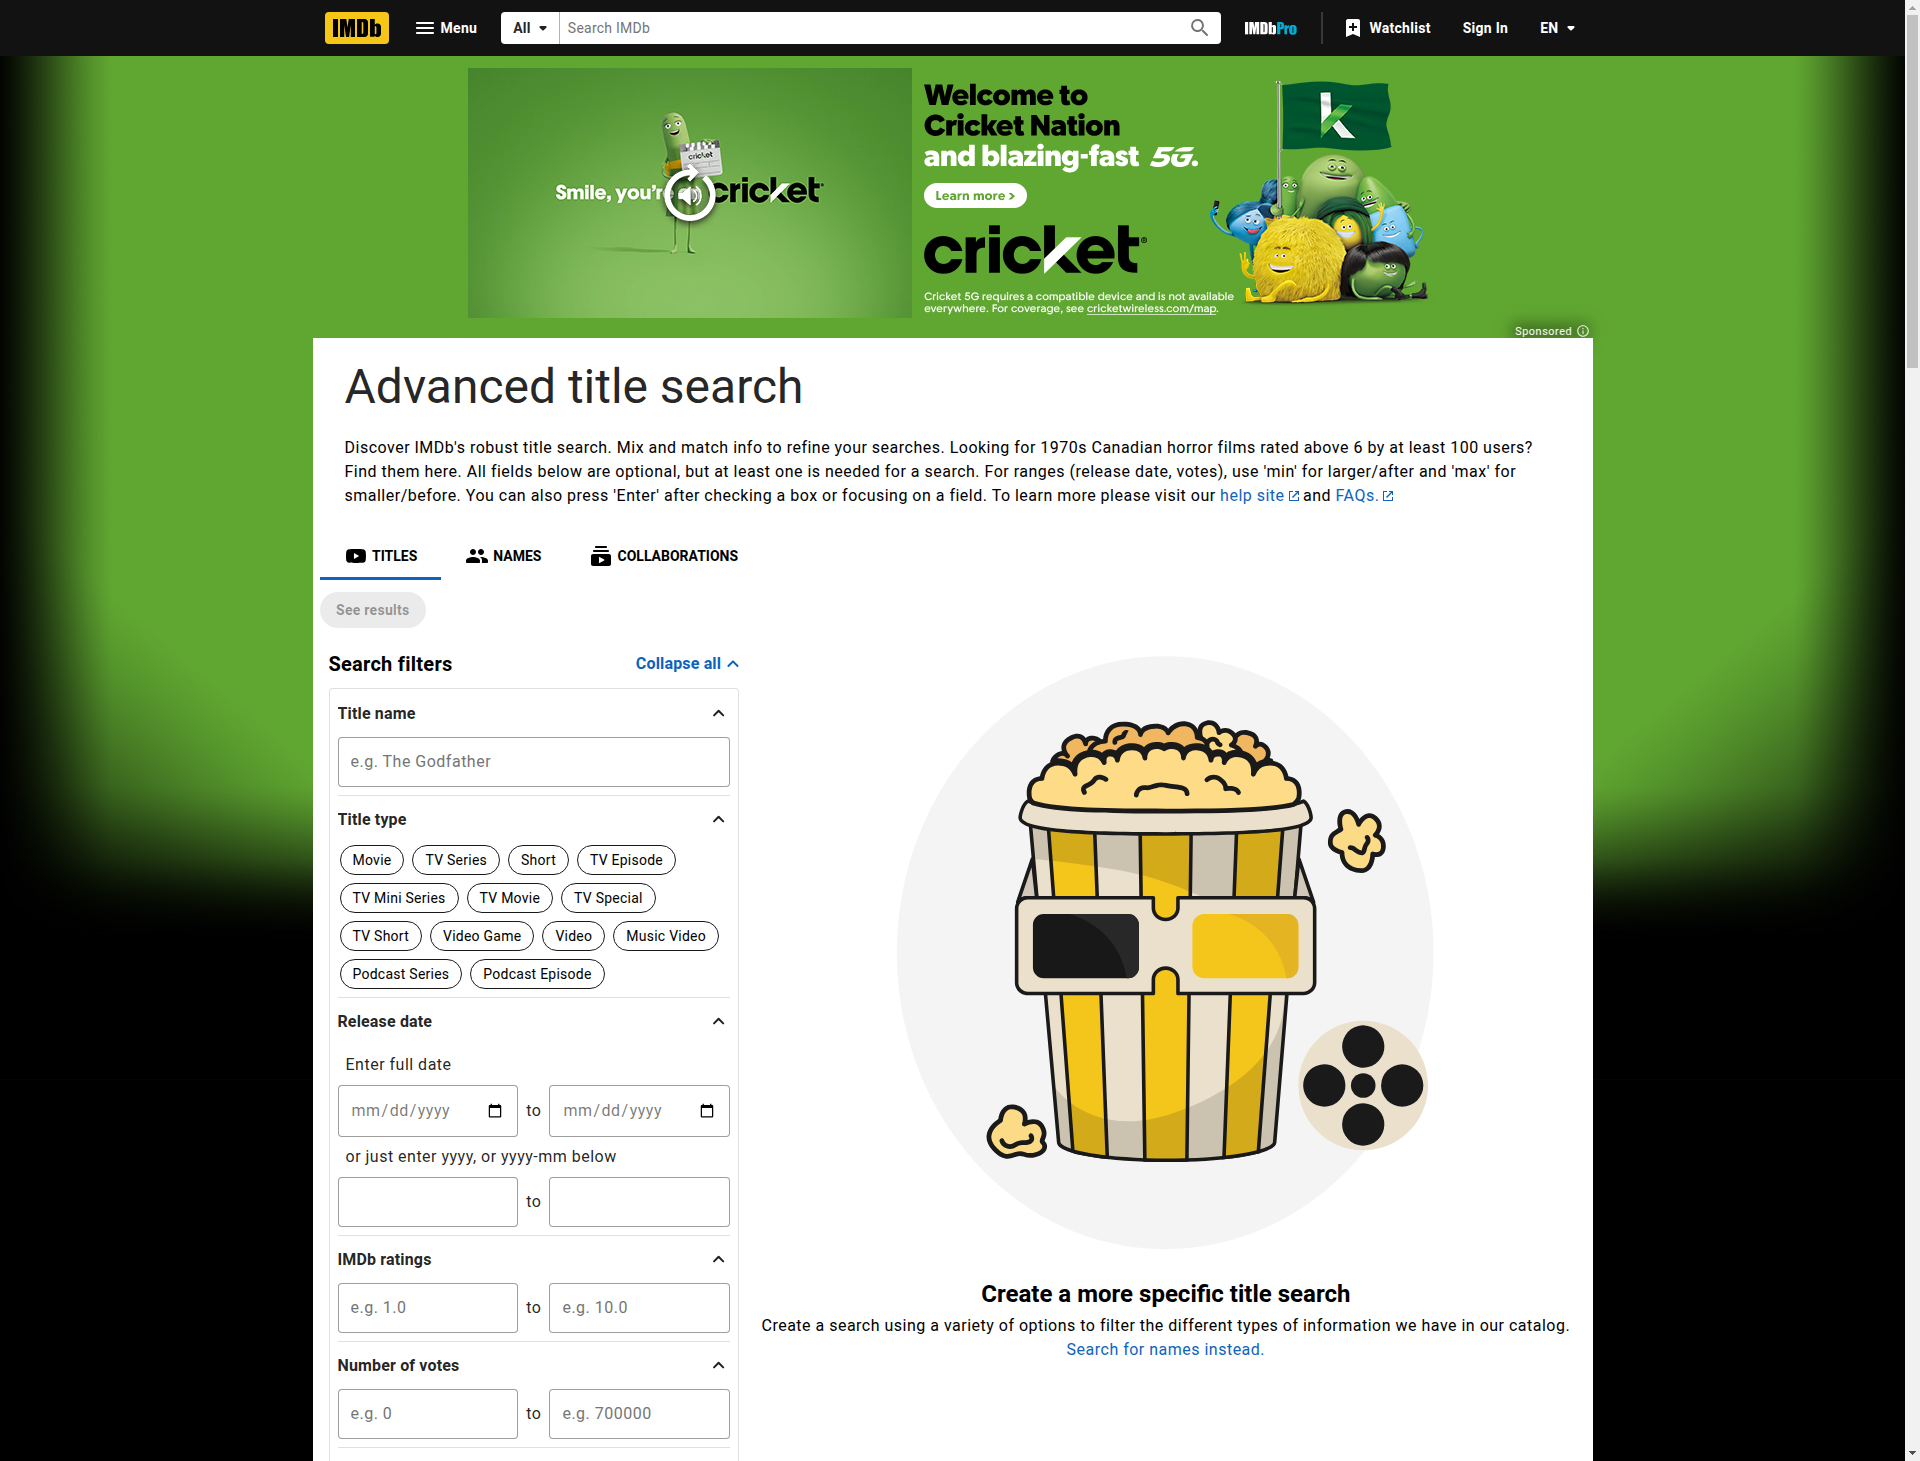 IMDb
Menu
All
Search IMDb
IMDbPro
Watchlist
Sign In
EN
cricket
Smile, you're
cricket
Welcome to
Cricket Nation
and blazing-fast 5G.
Learn more >
cricket
Cricket 5G requires a compatible device and is not available
everywhere. For coverage, see cricketwireless.com/map.
Sponsored
Advanced title search
Discover IMDb's robust title search. Mix and match info to refine your searches. Looking for 1970s Canadian horror films rated above 6 by at least 100 users?
Find them here. All fields below are optional, but at least one is needed for a search. For ranges (release date, votes), use 'min' for larger/after and 'max' for
smaller/before. You can also press 'Enter' after checking a box or focusing on a field. To learn more please visit our help site and FAQs.
TITLES
NAMES
COLLABORATIONS
See results
Search filters
Collapse all
Title name
e.g. The Godfather
Title type
Movie
TV Series
Short
TV Episode
TV Mini Series
TV Movie
TV Special
TV Short
Video Game
Video
Music Video
Podcast Series
Podcast Episode
Release date
Enter full date
mm/dd/yyyy to mm/dd/yyyy
or just enter yyyy, or yyyy-mm below
to
IMDb ratings
e.g. 1.0 to e.g. 10.0
Number of votes
e.g. 0 to e.g. 700000
Create a more specific title search
Create a search using a variety of options to filter the different types of information we have in our catalog.
Search for names instead.